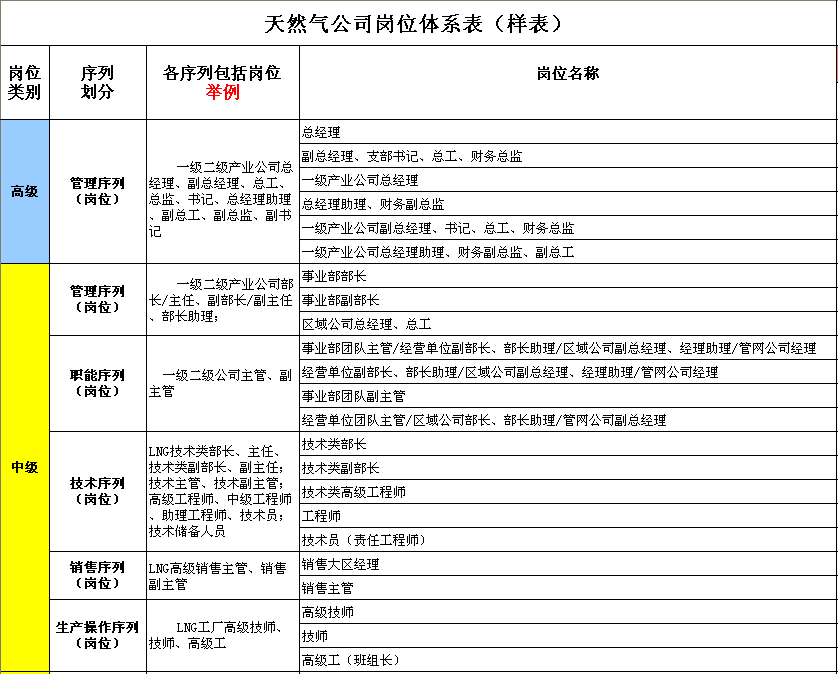 天然气公司岗位体系表（样表）
岗位
类别
序列
划分
各序列包括岗位
举例
岗位名称
高级
管理序列
（岗位）
一级二级产业公司总
经理、副总经理、总工、
总监、书记、总经理助理
、副总工、副总监、副书
记
总经理
副总经理、支部书记、总工、财务总监
一级产业公司总经理
总经理助理、财务副总监
一级产业公司副总经理、书记、总工、财务总监
一级产业公司总经理助理、财务副总监、副总工
中级
管理序列
（岗位）
一级二级产业公司部
长/主任、副部长/副主任
、部长助理；
事业部部长
事业部副部长
区域公司总经理、总工
职能序列
（岗位）
一级二级公司主管、副
主管
事业部团队主管/经营单位副部长、部长助理/区域公司副总经理、经理助理/管网公司经理
经营单位副部长、部长助理/区域公司副总经理、经理助理/管网公司经理
事业部团队副主管
经营单位团队主管/区域公司部长、部长助理/管网公司副总经理
技术序列
（岗位）
LNG技术类部长、主任、
技术类副部长、副主任；
技术主管、技术副主管；
高级工程师、中级工程师
、助理工程师、技术员；
技术储备人员
技术类部长
技术类副部长
技术类高级工程师
工程师
技术员（责任工程师）
销售序列
（岗位）
LNG高级销售主管、销售
副主管
销售大区经理
销售主管
生产操作序列
（岗位）
LNG工厂高级技师、
技师、高级工
高级技师
技师
高级工（班组长）